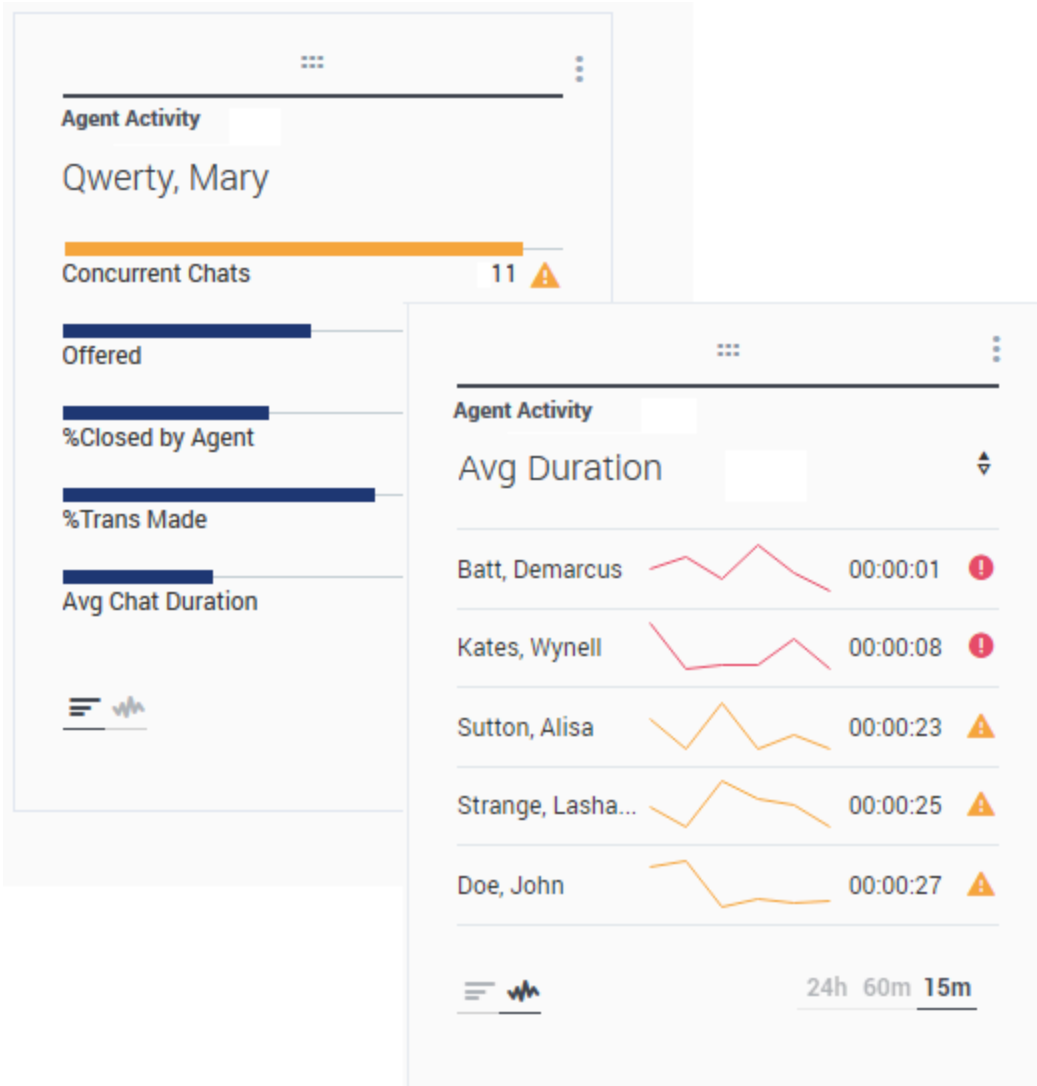 Agent Activity
Qwerty, Mary
Concurrent Chats 11
Offered
%Closed by Agent
%Trans Made
Avg Chat Duration
Agent Activity
Avg Duration
Batt, Demarcus 00:00:01
Kates, Wynell 00:00:08
Sutton, Alisa 00:00:23
Strange, Lasha... 00:00:25
Doe, John 00:00:27
24h 60m 15m